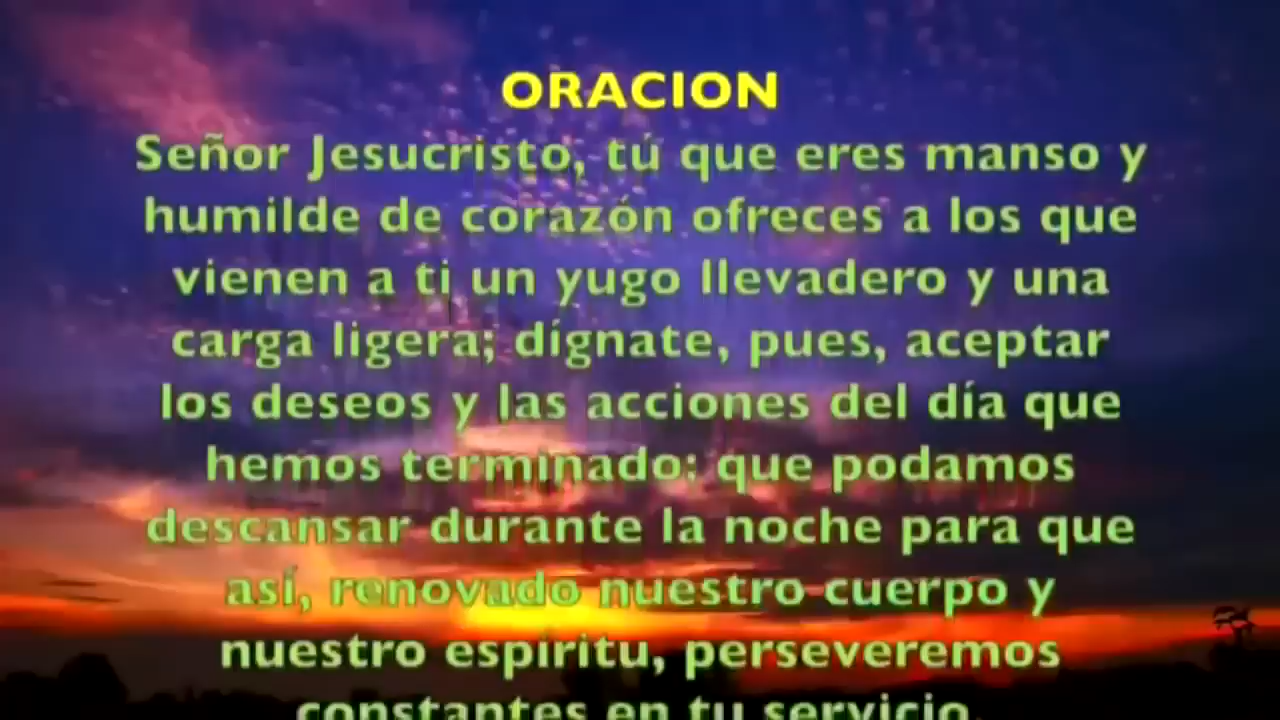 ORACION
Señor Jesucristo, tú que eres manso y
humilde de corazón ofreces a los que
vienen a ti un yugo llevadero y una
carga ligera; dígnate, pues, aceptar
los deseos y las acciones del día que
hemos terminado: que podamos
descansar durante la noche para que
así, renovado nuestro cuerpo y
nuestro espíritu, perseveremos
constantes en tu servicio.